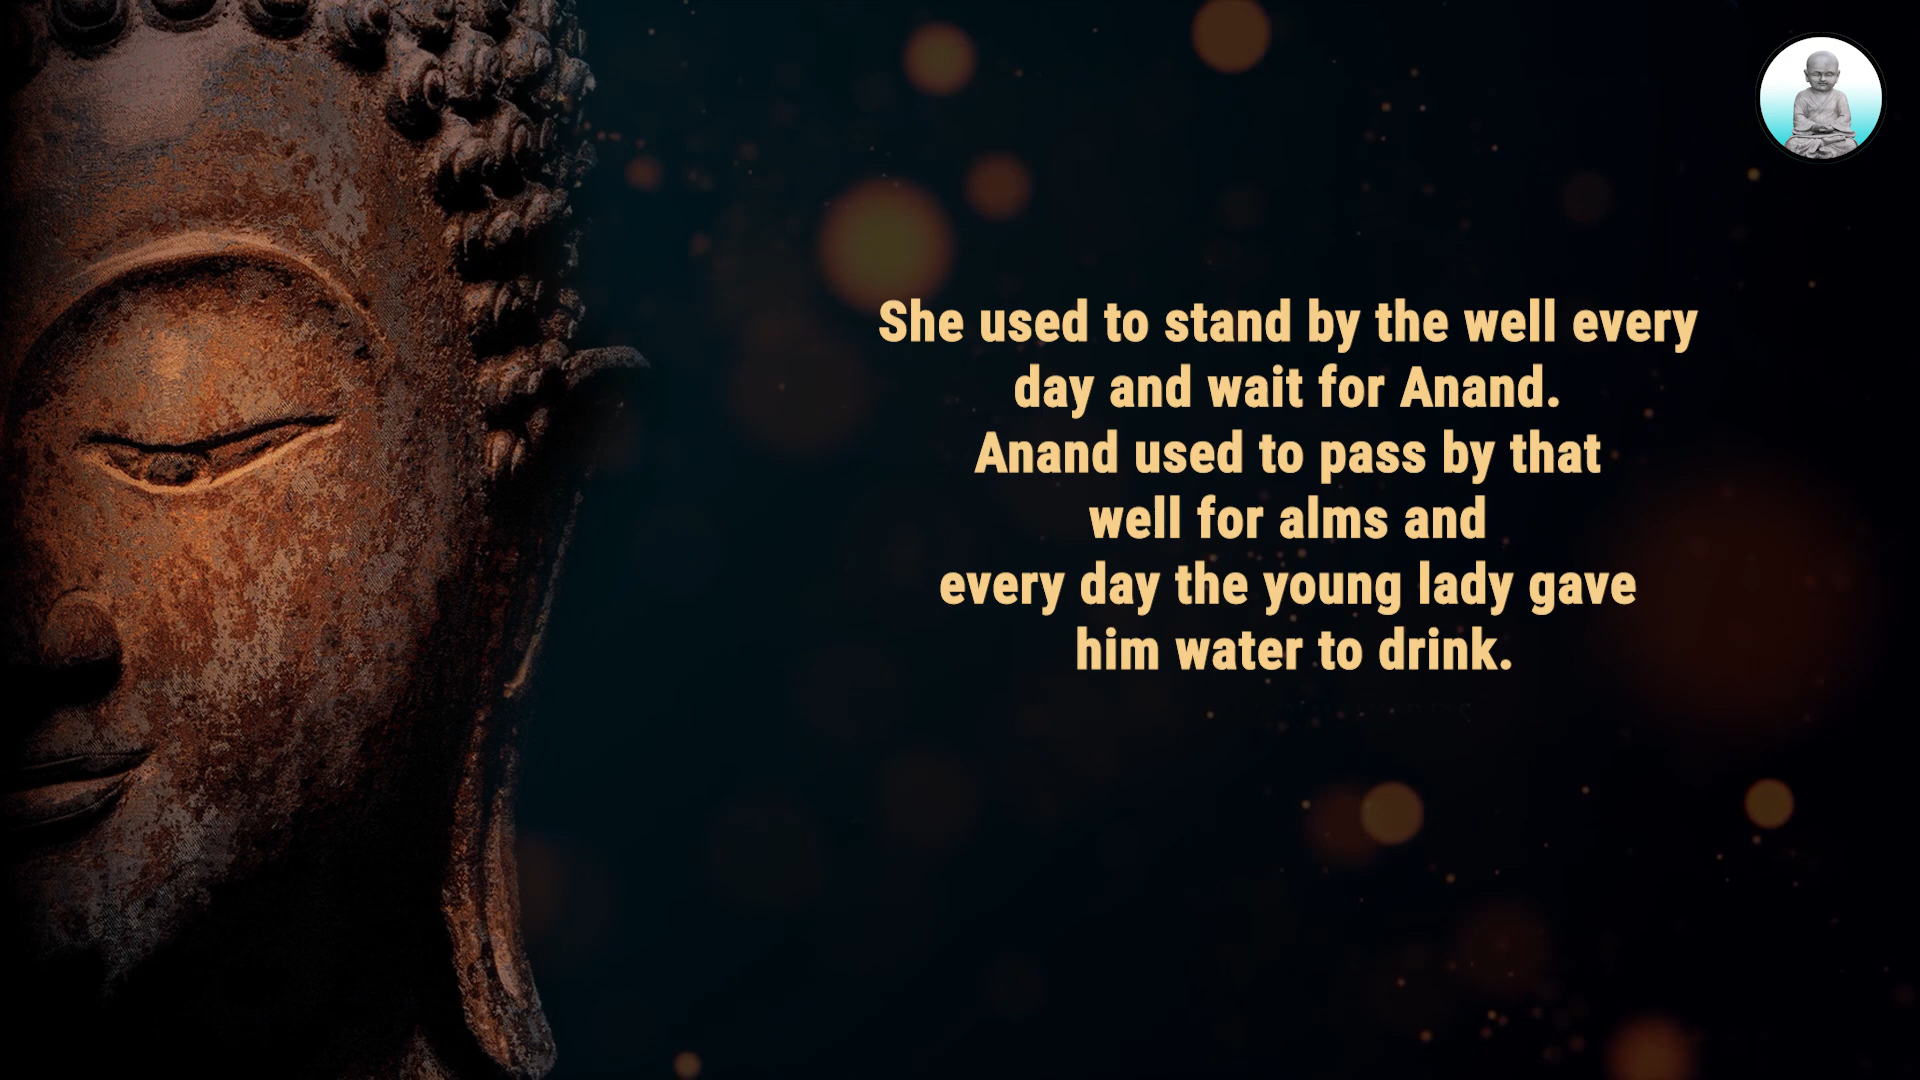 She used to stand by the well every
day and wait for Anand.
Anand used to pass by that
well for alms and
every day the young lady gave
him water to drink.